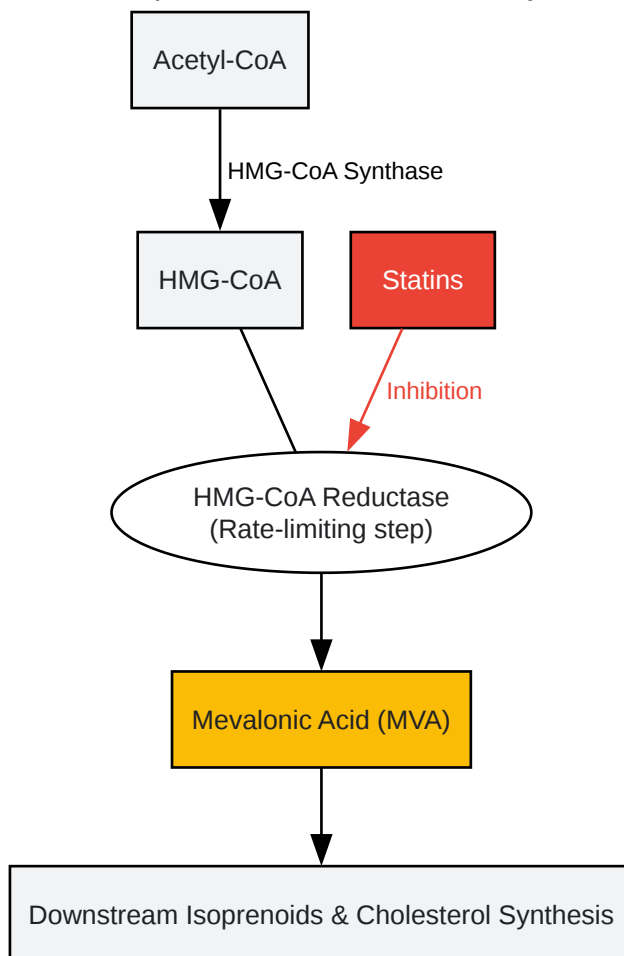 Acetyl-CoA
HMG-CoA Synthase
HMG-CoA
Statins
Inhibition
HMG-CoA Reductase
(Rate-limiting step)
Mevalonic Acid (MVA)
Downstream Isoprenoids & Cholesterol Synthesis